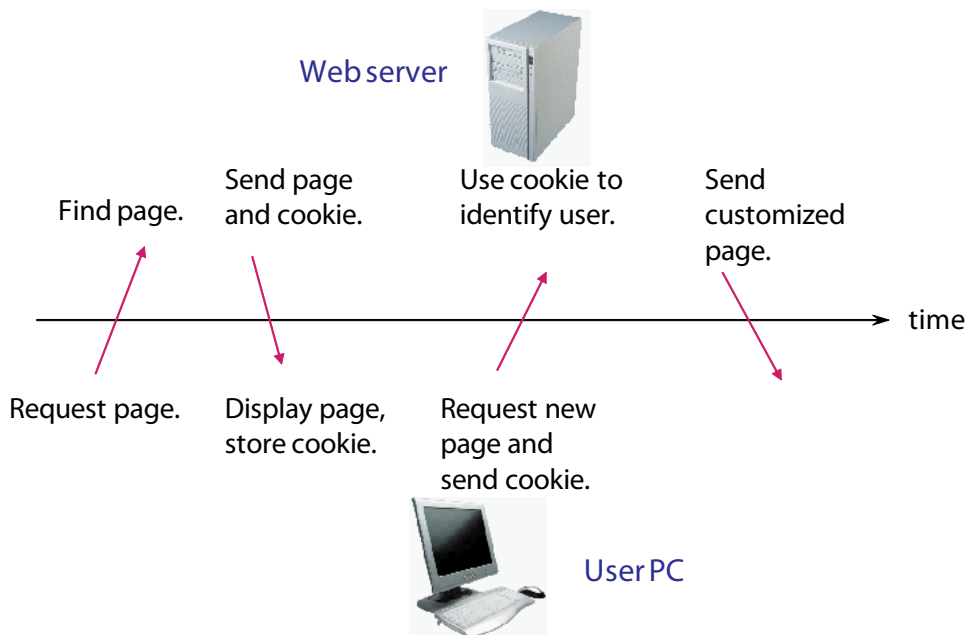 Web server
Find page.
Send page
and cookie.
Use cookie to
identify user.
Send
customized
page.
time
Request page.
Display page,
store cookie.
Request new
page and
send cookie.
User PC